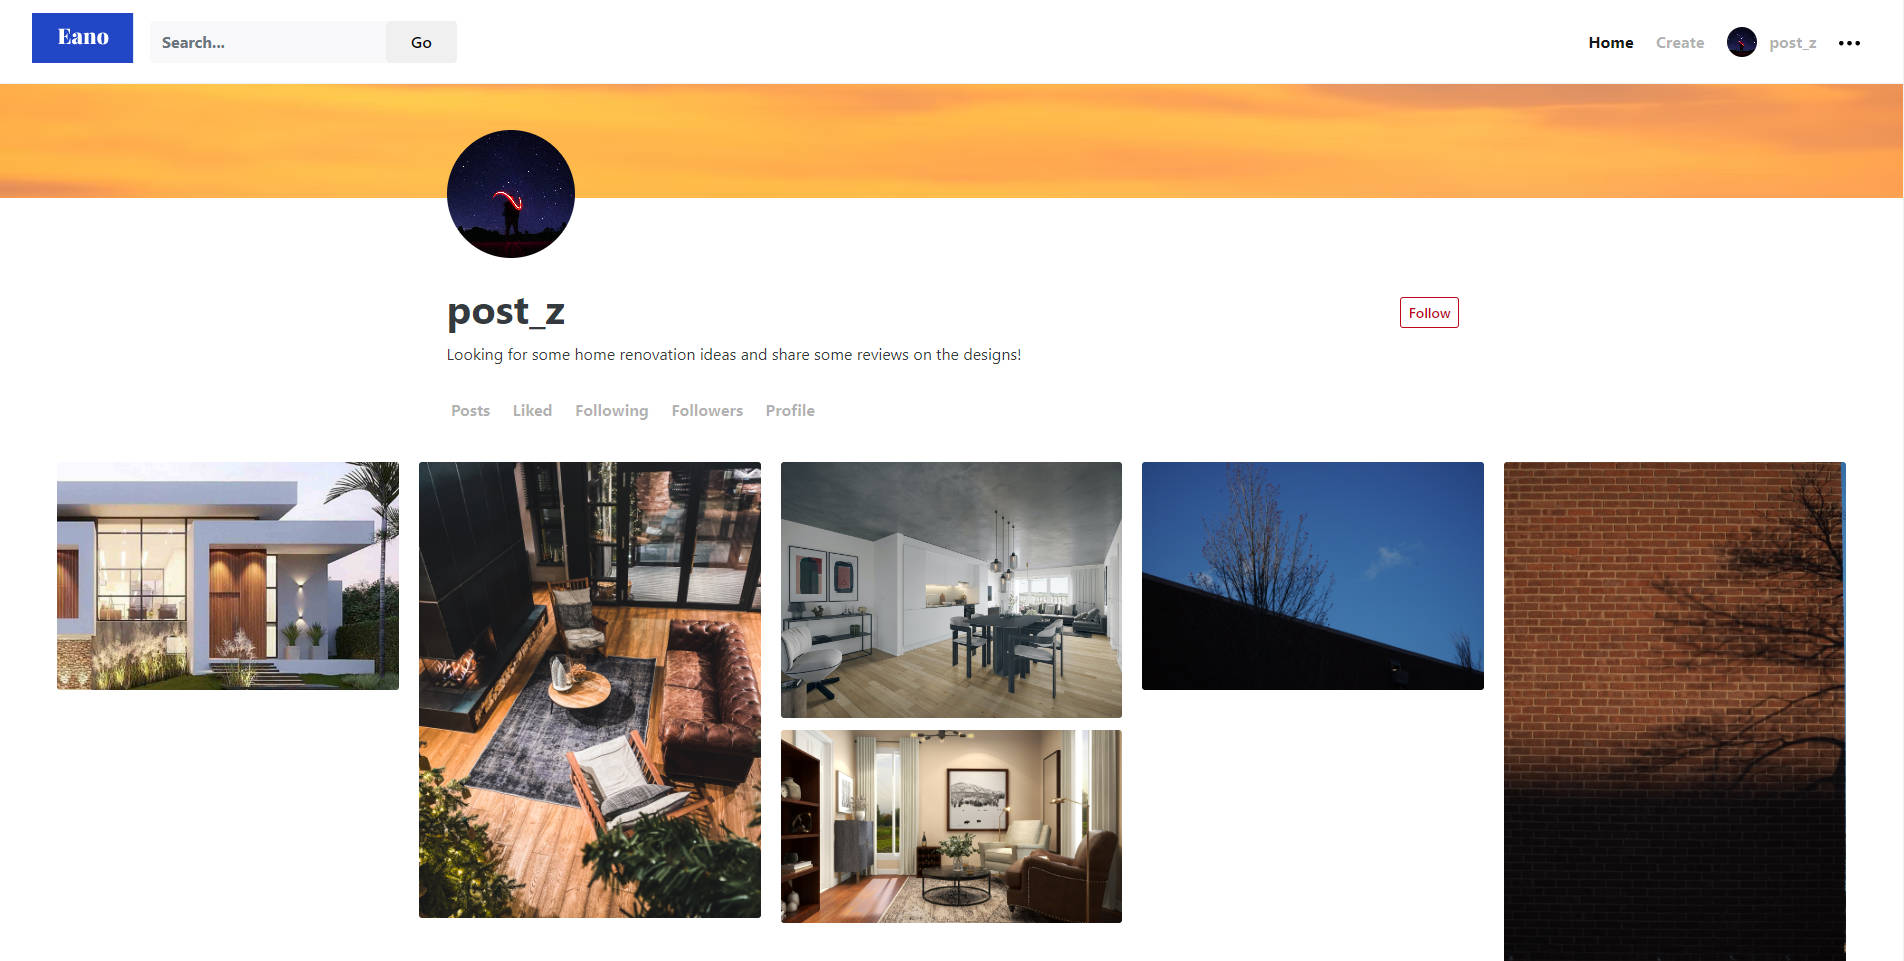 Eano
Search...
Go
Home
Create
post_z
post_z
Follow
Looking for some home renovation ideas and share some reviews on the designs!
Posts
Liked
Following
Followers
Profile